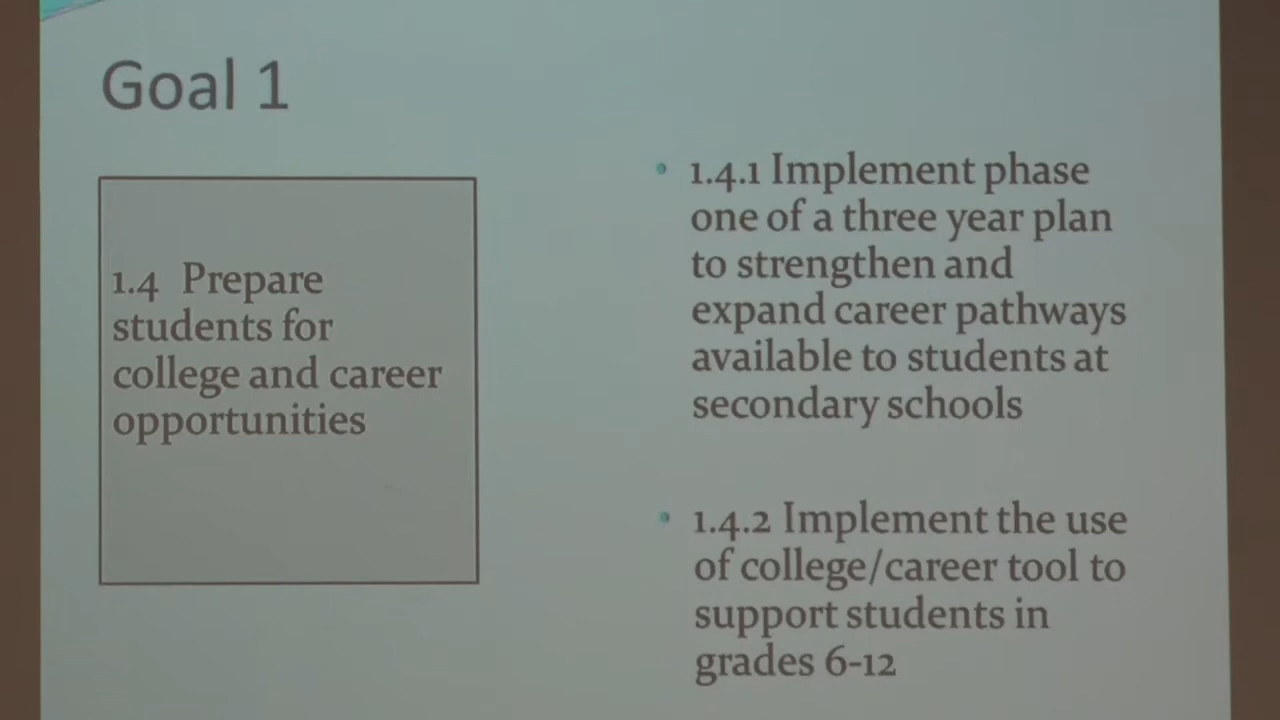 Goal 1
1.4 Prepare
students for
college and career
opportunities
• 1.4.1 Implement phase
one of a three year plan
to strengthen and
expand career pathways
available to students at
secondary schools
• 1.4.2 Implement the use
of college/career tool to
support students in
grades 6-12